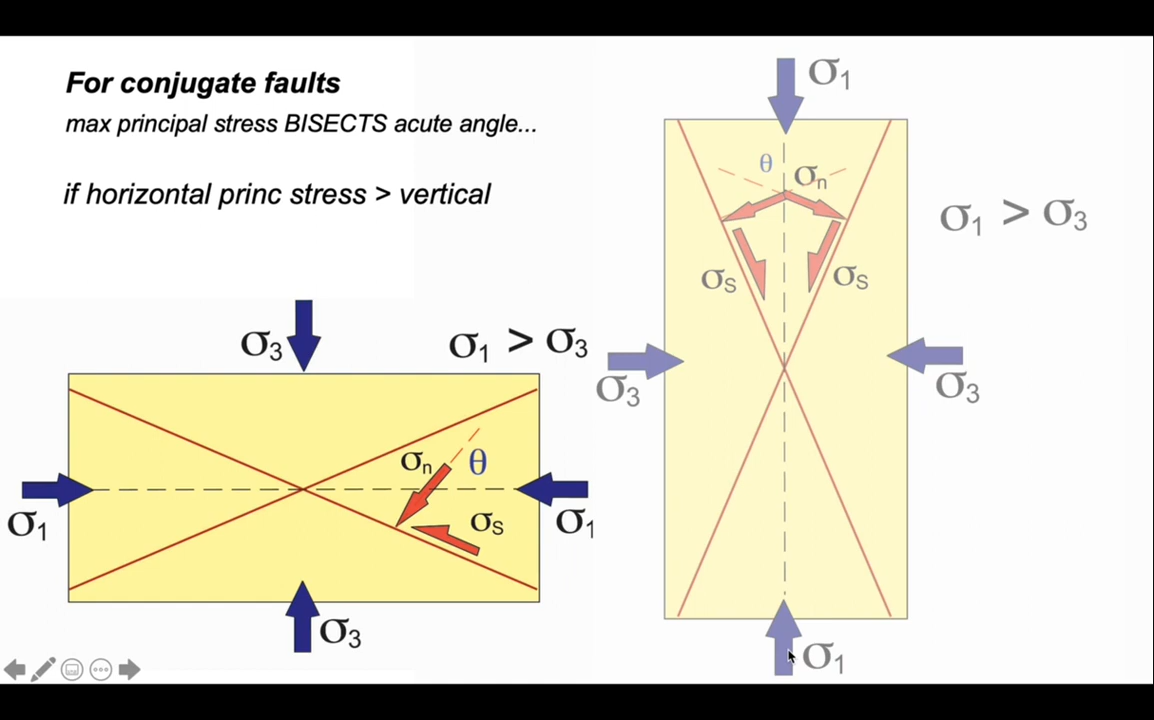 For conjugate faults
max principal stress BISECTS acute angle...
if horizontal princ stress > vertical
σ3
σ1 > σ3
σn
θ
σs
σ1
σ1
σ3
σ1
θ
σn
σs
σs
σ1 > σ3
σ3
σ3
σ1